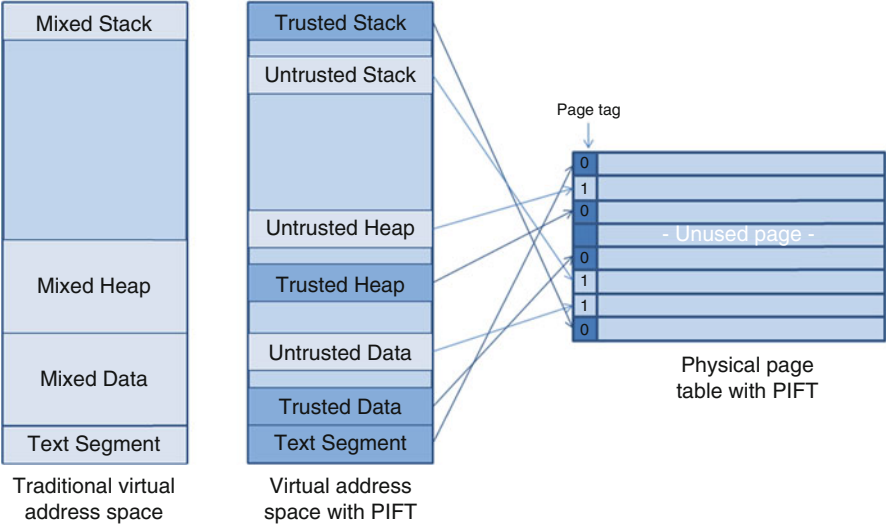 Mixed Stack
Mixed Heap
Mixed Data
Text Segment
Traditional virtual
address space
Trusted Stack
Untrusted Stack
Untrusted Heap
Trusted Heap
Untrusted Data
Trusted Data
Text Segment
Virtual address
space with PIFT
Page tag
0
1
0
- Unused page -
0
1
1
0
Physical page
table with PIFT